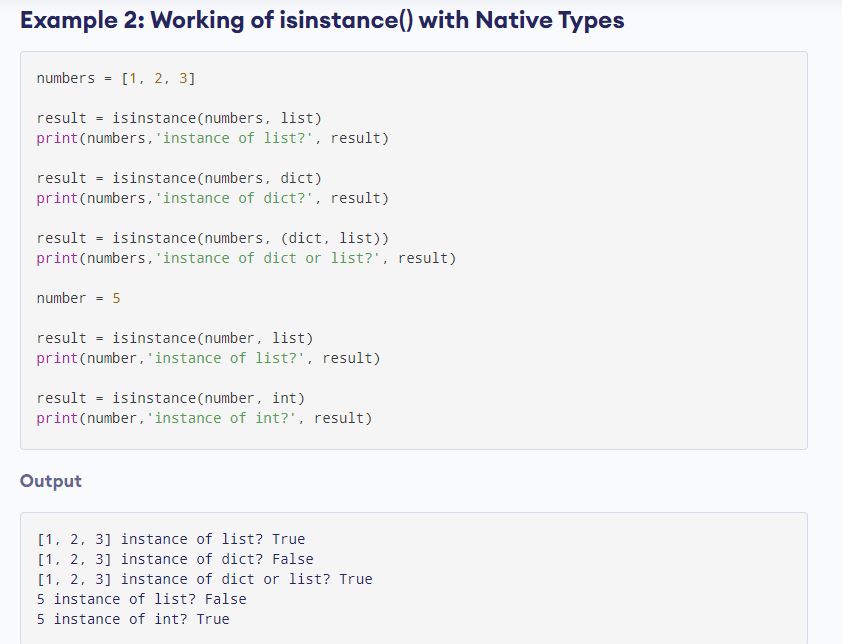 Example 2: Working of isinstance() with Native Types
numbers = [1, 2, 3]
result = isinstance(numbers, list)
print(numbers,'instance of list?', result)
result = isinstance(numbers, dict)
print(numbers,'instance of dict?', result)
result = isinstance(numbers, (dict, list))
print(numbers,'instance of dict or list?', result)
number = 5
result = isinstance(number, list)
print(number,'instance of list?', result)
result = isinstance(number, int)
print(number,'instance of int?', result)
Output
[1, 2, 3] instance of list? True
[1, 2, 3] instance of dict? False
[1, 2, 3] instance of dict or list? True
5 instance of list? False
5 instance of int? True